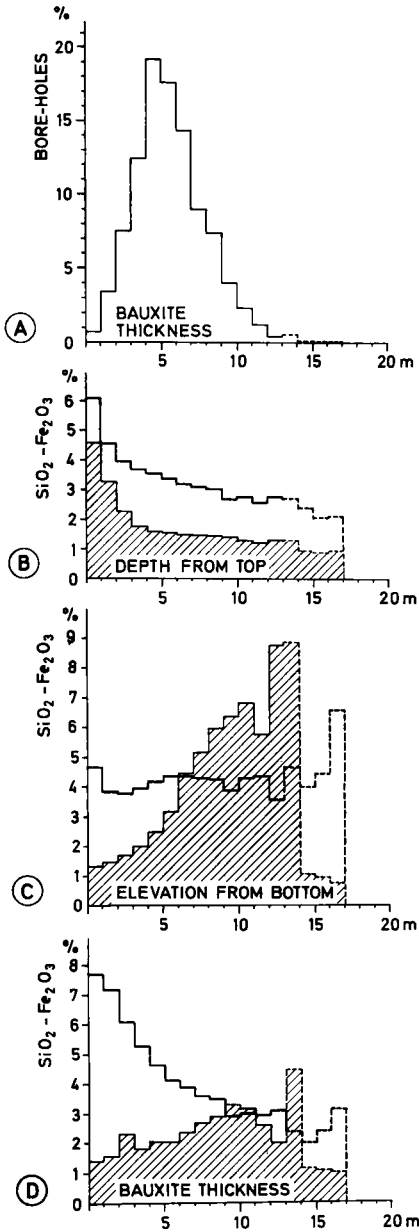 %
20
15
10
5
0
BORE-HOLES
A
BAUXITE
THICKNESS
5
10
15
20 m
%
6
5
4
3
2
1
0
SiO₂ – Fe₂O₃
B
DEPTH FROM TOP
5
10
15
20 m
%
9
8
7
6
5
4
3
2
1
0
SiO₂ – Fe₂O₃
C
ELEVATION FROM BOTTOM
5
10
15
20 m
%
8
7
6
5
4
3
2
1
0
SiO₂ – Fe₂O₃
D
BAUXITE THICKNESS
5
10
15
20 m